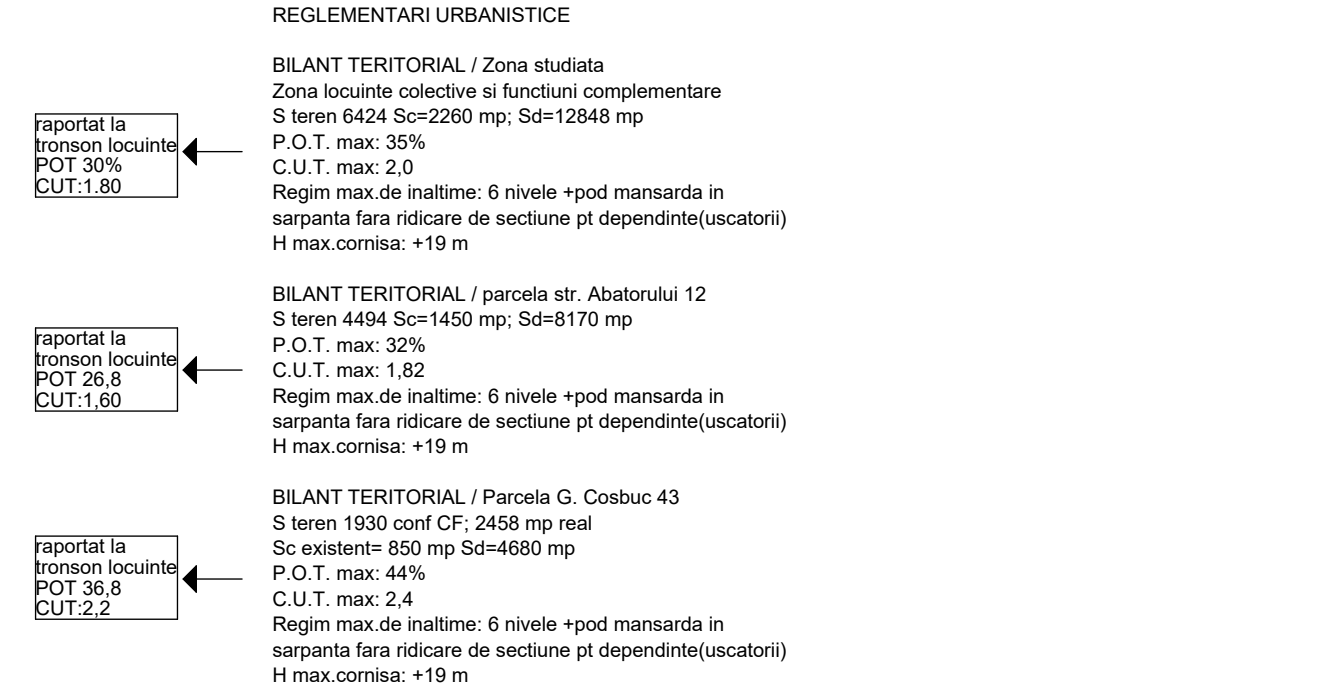 REGLEMENTARI URBANISTICE
BILANT TERITORIAL / Zona studiata
Zona locuinte colective si functiuni complementare
S teren 6424 Sc=2260 mp; Sd=12848 mp
P.O.T. max: 35%
C.U.T. max: 2,0
Regim max.de inaltime: 6 nivele +pod mansarda in
sarpanta fara ridicare de sectiune pt dependinte(uscatorii)
H max.cornisa: +19 m
raportat la
tronson locuinte
POT 30%
CUT:1.80
BILANT TERITORIAL / parcela str. Abatorului 12
S teren 4494 Sc=1450 mp; Sd=8170 mp
P.O.T. max: 32%
C.U.T. max: 1,82
Regim max.de inaltime: 6 nivele +pod mansarda in
sarpanta fara ridicare de sectiune pt dependinte(uscatorii)
H max.cornisa: +19 m
raportat la
tronson locuinte
POT 26,8
CUT:1,60
BILANT TERITORIAL / Parcela G. Cosbuc 43
S teren 1930 conf CF; 2458 mp real
Sc existent= 850 mp Sd=4680 mp
P.O.T. max: 44%
C.U.T. max: 2,4
Regim max.de inaltime: 6 nivele +pod mansarda in
sarpanta fara ridicare de sectiune pt dependinte(uscatorii)
H max.cornisa: +19 m
raportat la
tronson locuinte
POT 36,8
CUT:2,2